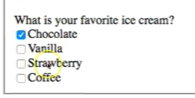 What is your favorite ice cream?
Chocolate
Vanilla
Strawberry
Coffee